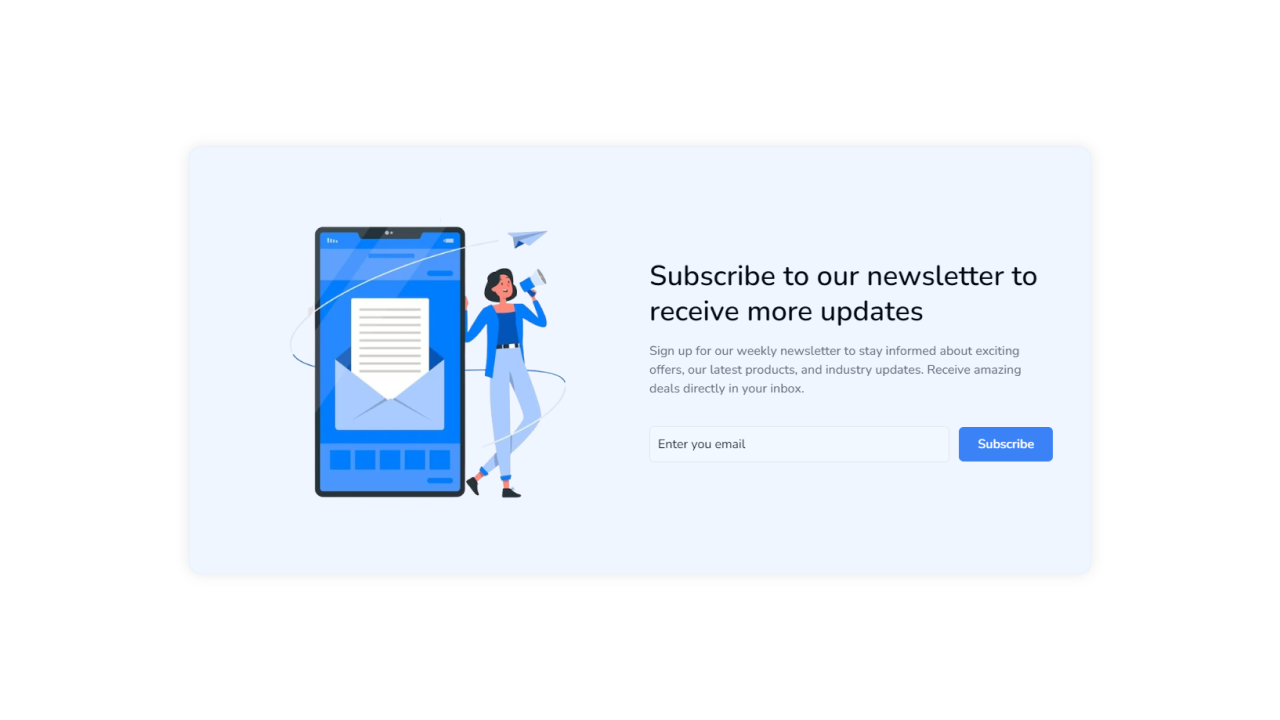 Subscribe to our newsletter to
receive more updates
Sign up for our weekly newsletter to stay informed about exciting
offers, our latest products, and industry updates. Receive amazing
deals directly in your inbox.
Enter you email
Subscribe